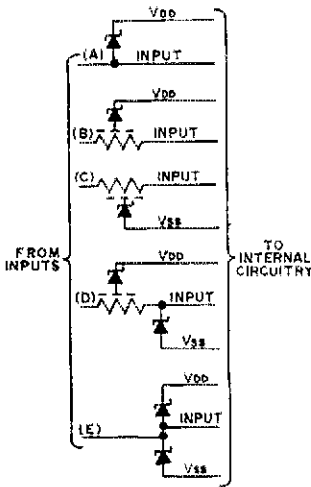 VDD
(A) INPUT
VDD
(B) INPUT
(C) INPUT
VSS
FROM INPUTS
TO INTERNAL CIRCUITRY
VDD
(D) INPUT
VSS
VDD
(E) INPUT
VSS